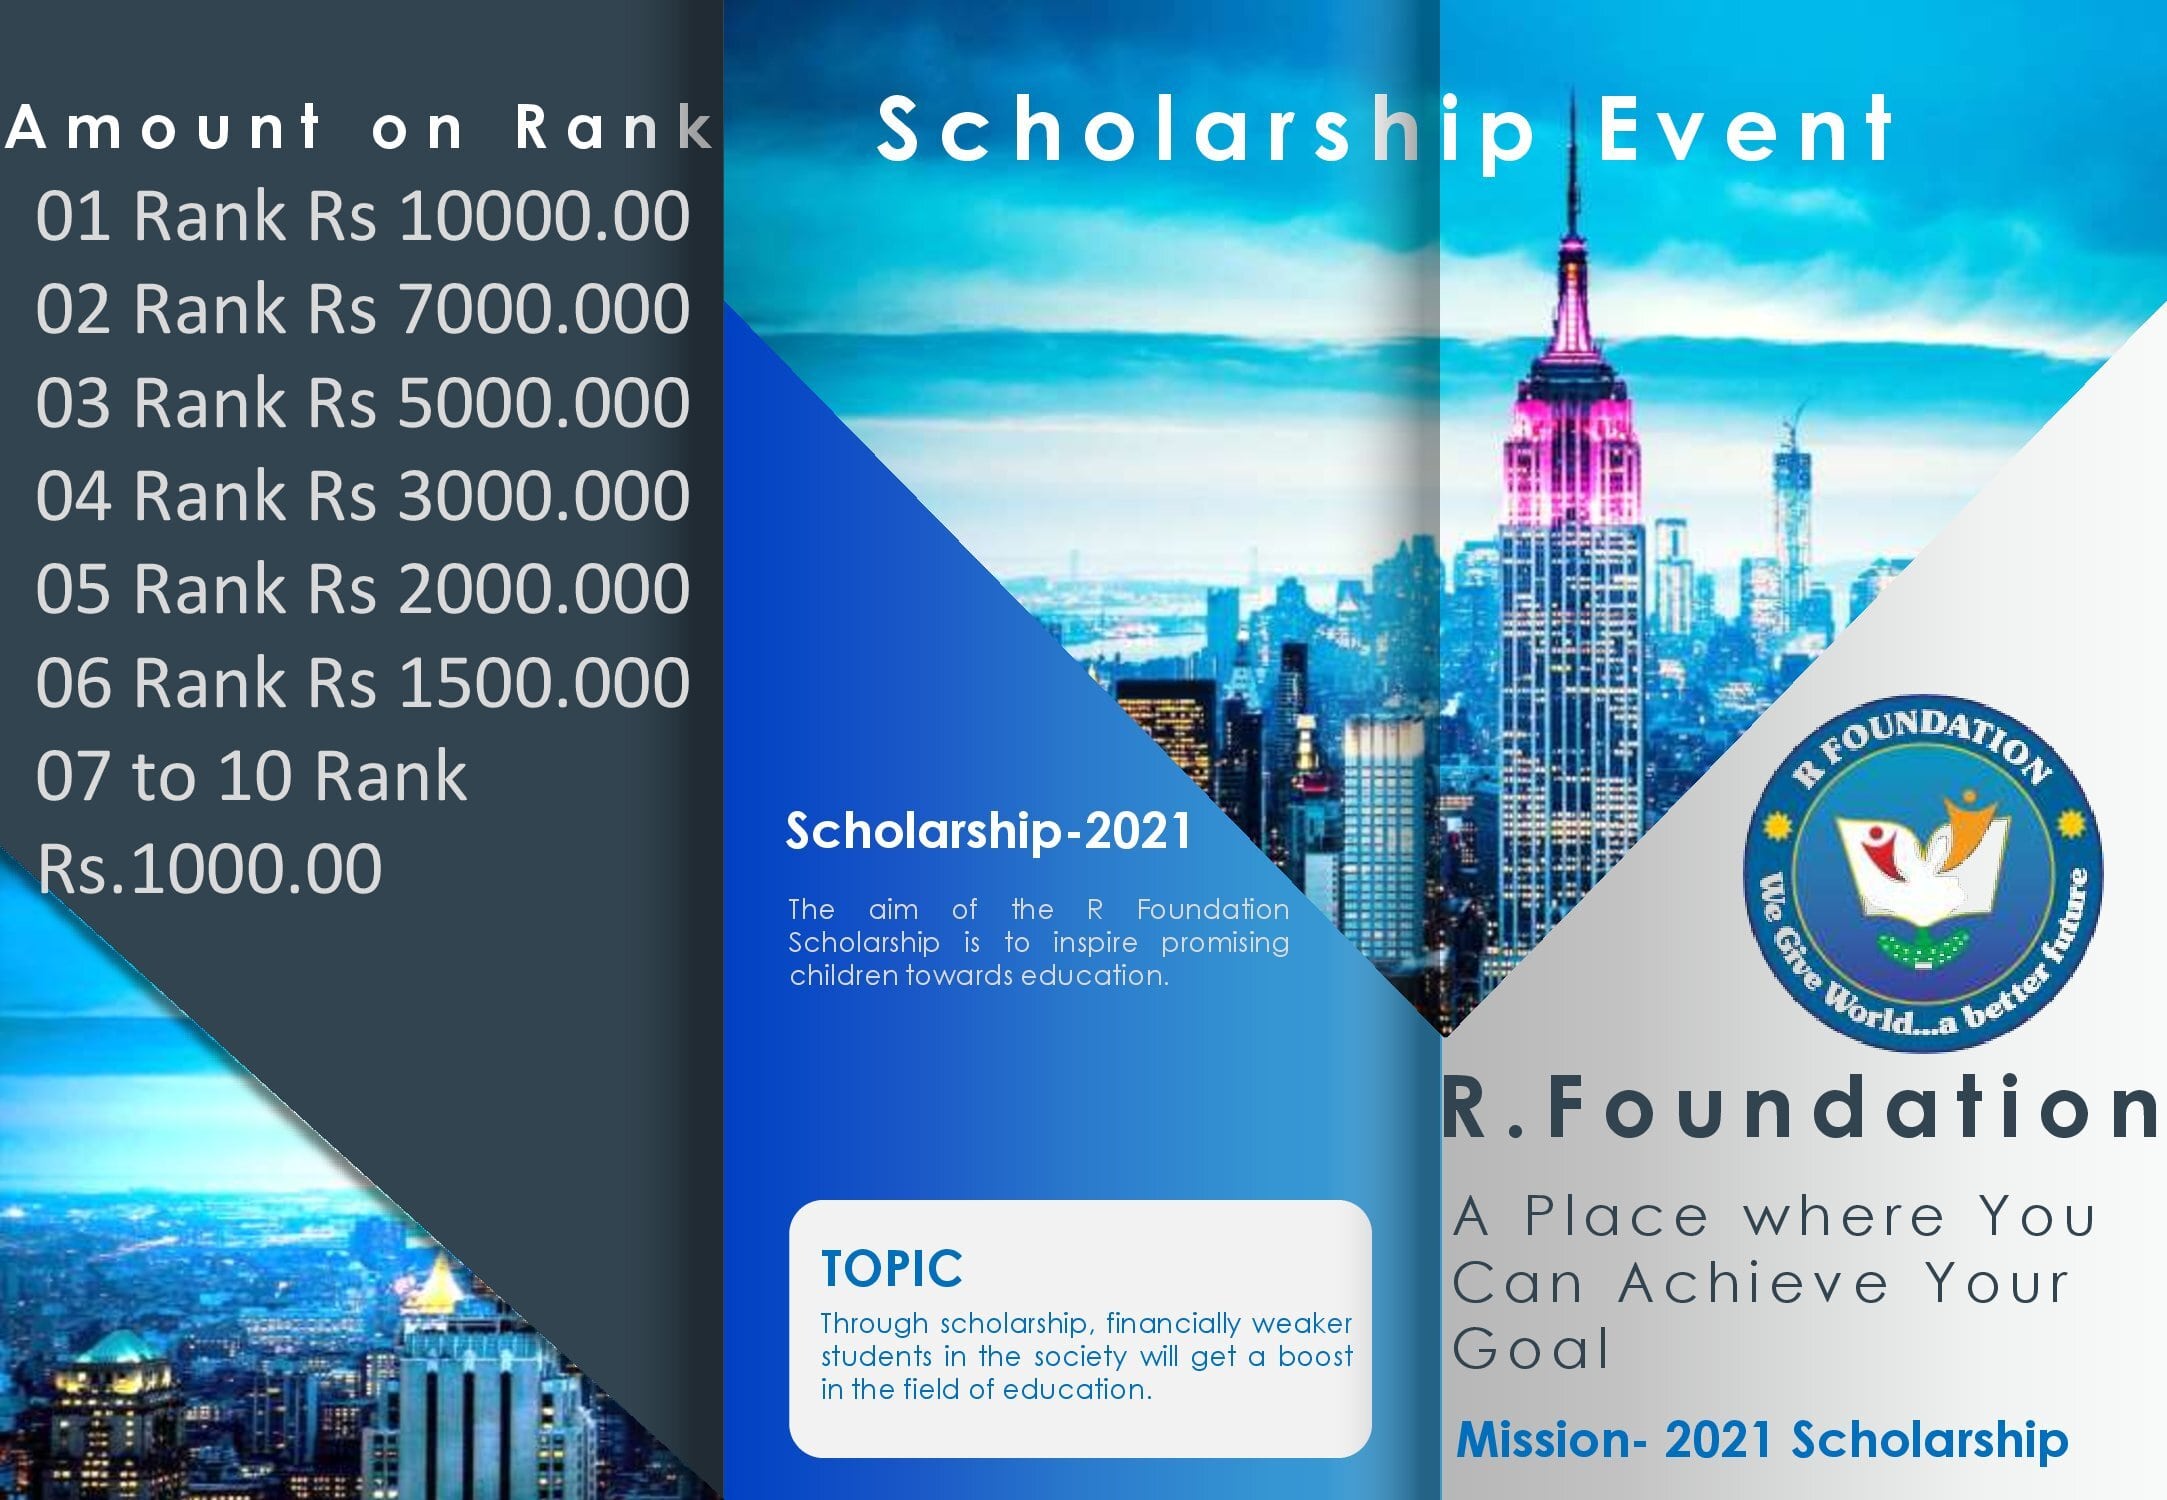 Amount on Rank
01 Rank Rs 10000.00
02 Rank Rs 7000.000
03 Rank Rs 5000.000
04 Rank Rs 3000.000
05 Rank Rs 2000.000
06 Rank Rs 1500.000
07 to 10 Rank
Rs.1000.00
Scholarship Event
Scholarship-2021
The aim of the R Foundation
Scholarship is to inspire promising
children towards education.
TOPIC
Through scholarship, financially weaker
students in the society will get a boost
in the field of education.
R FOUNDATION
We Give World...a better future
R.Foundation
A Place where You
Can Achieve Your
Goal
Mission- 2021 Scholarship